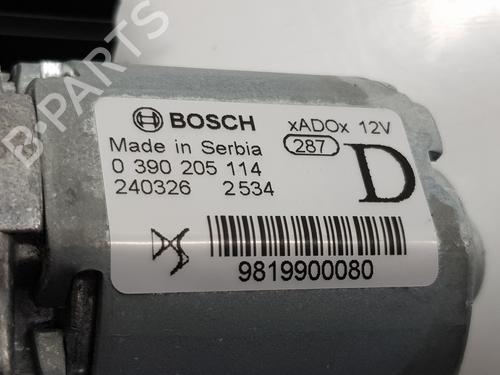 BOSCH xADOx 12V
Made in Serbia 287
0 390 205 114 D
240326 2534
9819900080
B-PARTS